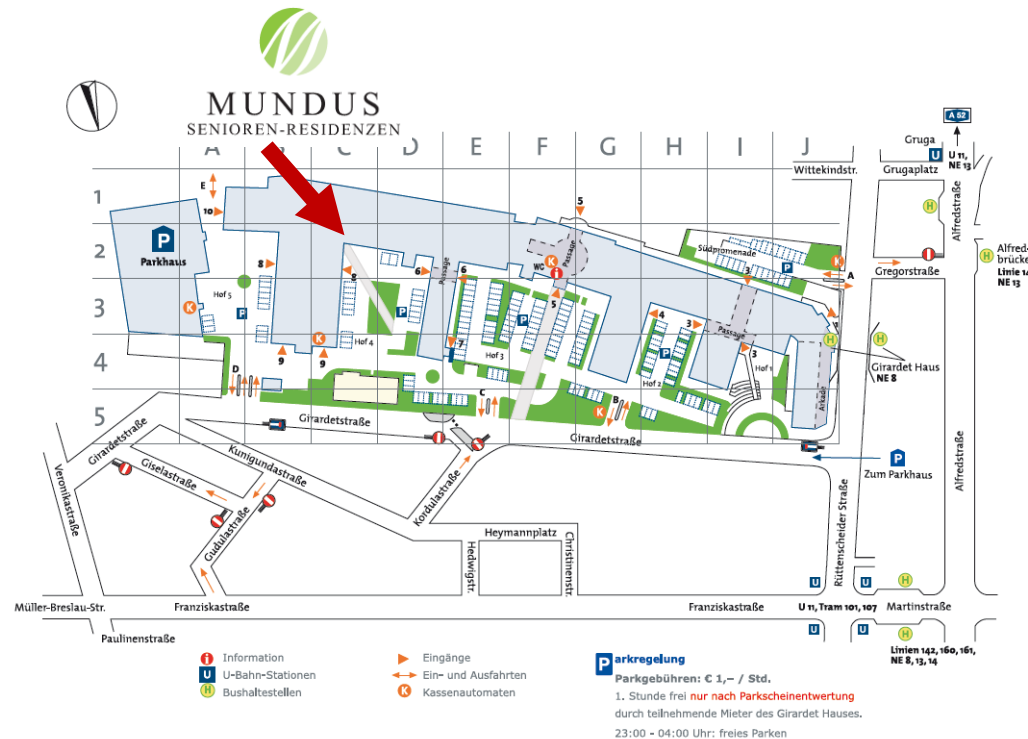 MUNDUS
SENIOREN-RESIDENZEN
A B C D E F G H I J
1
2
3
4
5
A 52
Gruga
U
U 11,
NE 13
Wittekindstr.
Grugaplatz
H
Alfredstraße
E
10
5
P
Parkhaus
8
8
6
Passage
6
WC
K
i
Passage
5
Südpromenade
P
K
A
3
Gregorstraße
H
Alfred-
brücke
Linie 14
NE 13
Hof 5
P
K
P
P
4
3
Passage
H
H
K
Hof 4
7
Hof 3
P
3
Hof 1
Girardet Haus
NE 8
9
9
D
Hof 2
C
K
B
Arkade
Girardetstraße
Girardetstraße
Girardetstraße
P
Zum Parkhaus
Alfredstraße
Veronikastraße
Giselastraße
Kunigundastraße
Gudulastraße
Kordulastraße
Heymannplatz
Hedwigstr.
Christinenstr.
Rüttenscheider Straße
U
U
H
Müller-Breslau-Str.
Franziskastraße
Franziskastraße
U 11, Tram 101, 107
Martinstraße
U
U
H
Paulinenstraße
Linien 142, 160, 161,
NE 8, 13, 14
i Information
U U-Bahn-Stationen
H Bushaltestellen
Eingänge
Ein- und Ausfahrten
K Kassenautomaten
P arkregelung
Parkgebühren: € 1,– / Std.
1. Stunde frei nur nach Parkscheinentwertung
durch teilnehmende Mieter des Girardet Hauses.
23:00 - 04:00 Uhr: freies Parken